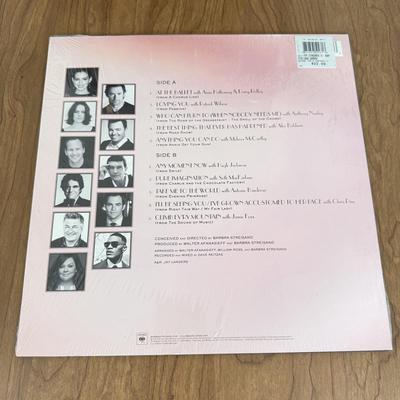 SIDE A
AT THE BALLET with Anne Hathaway & Daisy Ridley
(FROM A CHORUS LINE)
LOVING YOU with Patrick Wilson
(FROM PASSION)
WHO CAN I TURN TO (WHEN NOBODY NEEDS ME) with Anthony Newley
(FROM THE ROAR OF THE GREASEPAINT - THE SMELL OF THE CROWD)
THE BEST THING THAT EVER HAS HAPPENED with Alec Baldwin
(FROM ROAD SHOW)
ANYTHING YOU CAN DO with Melissa McCarthy
(FROM ANNIE GET YOUR GUN)
SIDE B
ANY MOMENT NOW with Hugh Jackman
(FROM SMILE)
PURE IMAGINATION with Seth MacFarlane
(FROM CHARLIE AND THE CHOCOLATE FACTORY)
TAKE ME TO THE WORLD with Antonio Banderas
(FROM EVENING PRIMROSE)
I'LL BE SEEING YOU/I'VE GROWN ACCUSTOMED TO HER FACE with Chris Pine
(FROM RIGHT THIS WAY / MY FAIR LADY)
CLIMB EV'RY MOUNTAIN with Jamie Foxx
(FROM THE SOUND OF MUSIC)
CONCEIVED AND DIRECTED BY BARBRA STREISAND
PRODUCED BY WALTER AFANASIEFF AND BARBRA STREISAND
ARRANGED BY WALTER AFANASIEFF, WILLIAM ROSS, AND BARBRA STREISAND
RECORDED AND MIXED BY DAVE REITZAS
A&R: JAY LANDERS